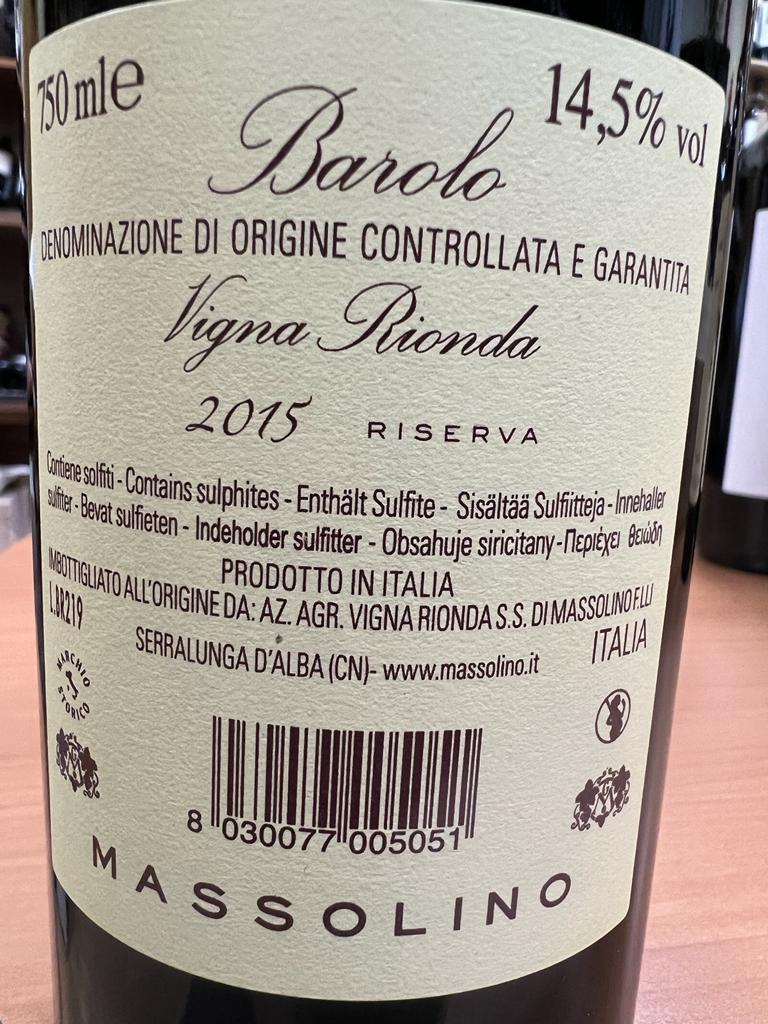 750 ml e
14,5% vol
Barolo
DENOMINAZIONE DI ORIGINE CONTROLLATA E GARANTITA
Vigna Rionda
2015 RISERVA
Contiene solfiti - Contains sulphites - Enthält Sulfite - Sisältää Sulfiitteja - Innehaller
sulfiter - Bevat sulfieten - Indeholder sulfitter - Obsahuje siricitany - Περιέχει θειώδη
PRODOTTO IN ITALIA
IMBOTTIGLIATO ALL'ORIGINE DA: AZ. AGR. VIGNA RIONDA S.S. DI MASSOLINO F.LLI
L.BR219
SERRALUNGA D'ALBA (CN)- www.massolino.it
ITALIA
MARCHIO STORICO
8 030077 005051
MASSOLINO